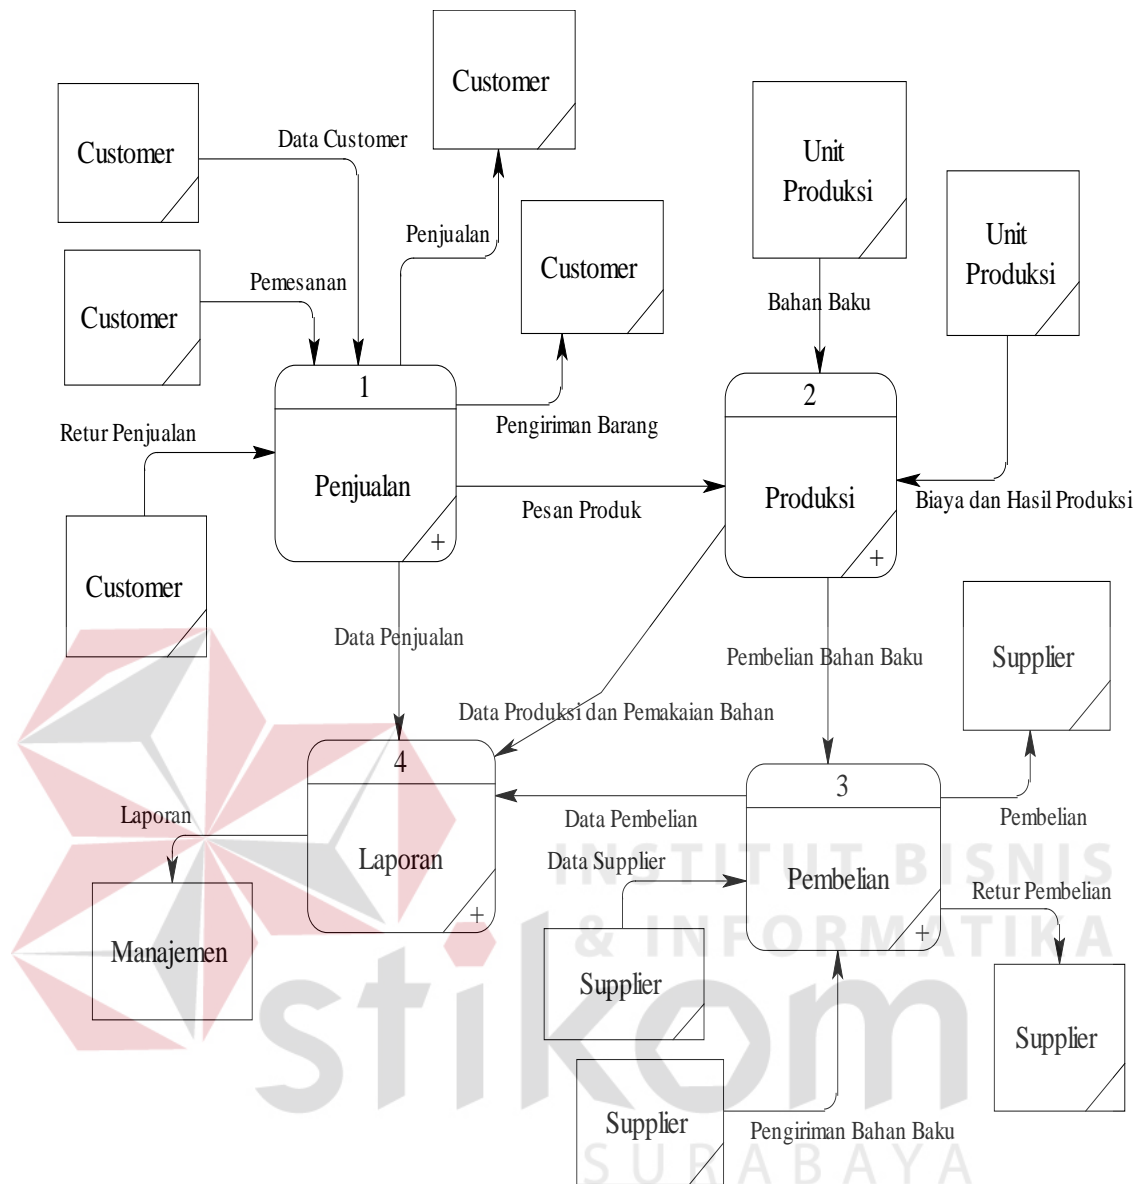 Customer
Customer
Data Customer
Unit
Produksi
Penjualan
Unit
Produksi
Customer
Pemesanan
Customer
Bahan Baku
1
Penjualan
+
2
Produksi
+
Pengiriman Barang
Retur Penjualan
Pesan Produk
Biaya dan Hasil Produksi
Customer
Data Penjualan
Pembelian Bahan Baku
Supplier
Data Produksi dan Pemakaian Bahan
4
Laporan
+
3
Pembelian
+
Laporan
Data Pembelian
Pembelian
Data Supplier
Retur Pembelian
Manajemen
Supplier
Supplier
Supplier
Pengiriman Bahan Baku
INSTITUT BISNIS
& INFORMATIKA
stikom
SURABAYA